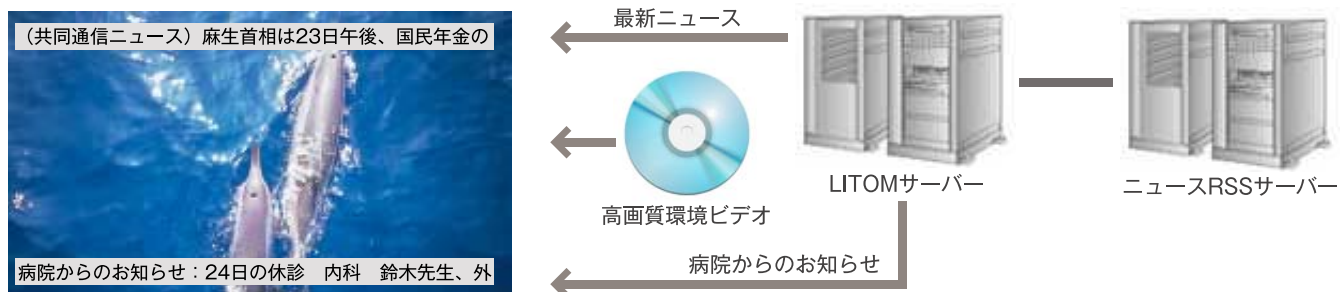 （共同通信ニュース）麻生首相は23日午後、国民年金の
病院からのお知らせ：24日の休診　内科　鈴木先生、外
最新ニュース
高画質環境ビデオ
病院からのお知らせ
LITOMサーバー
ニュースRSSサーバー